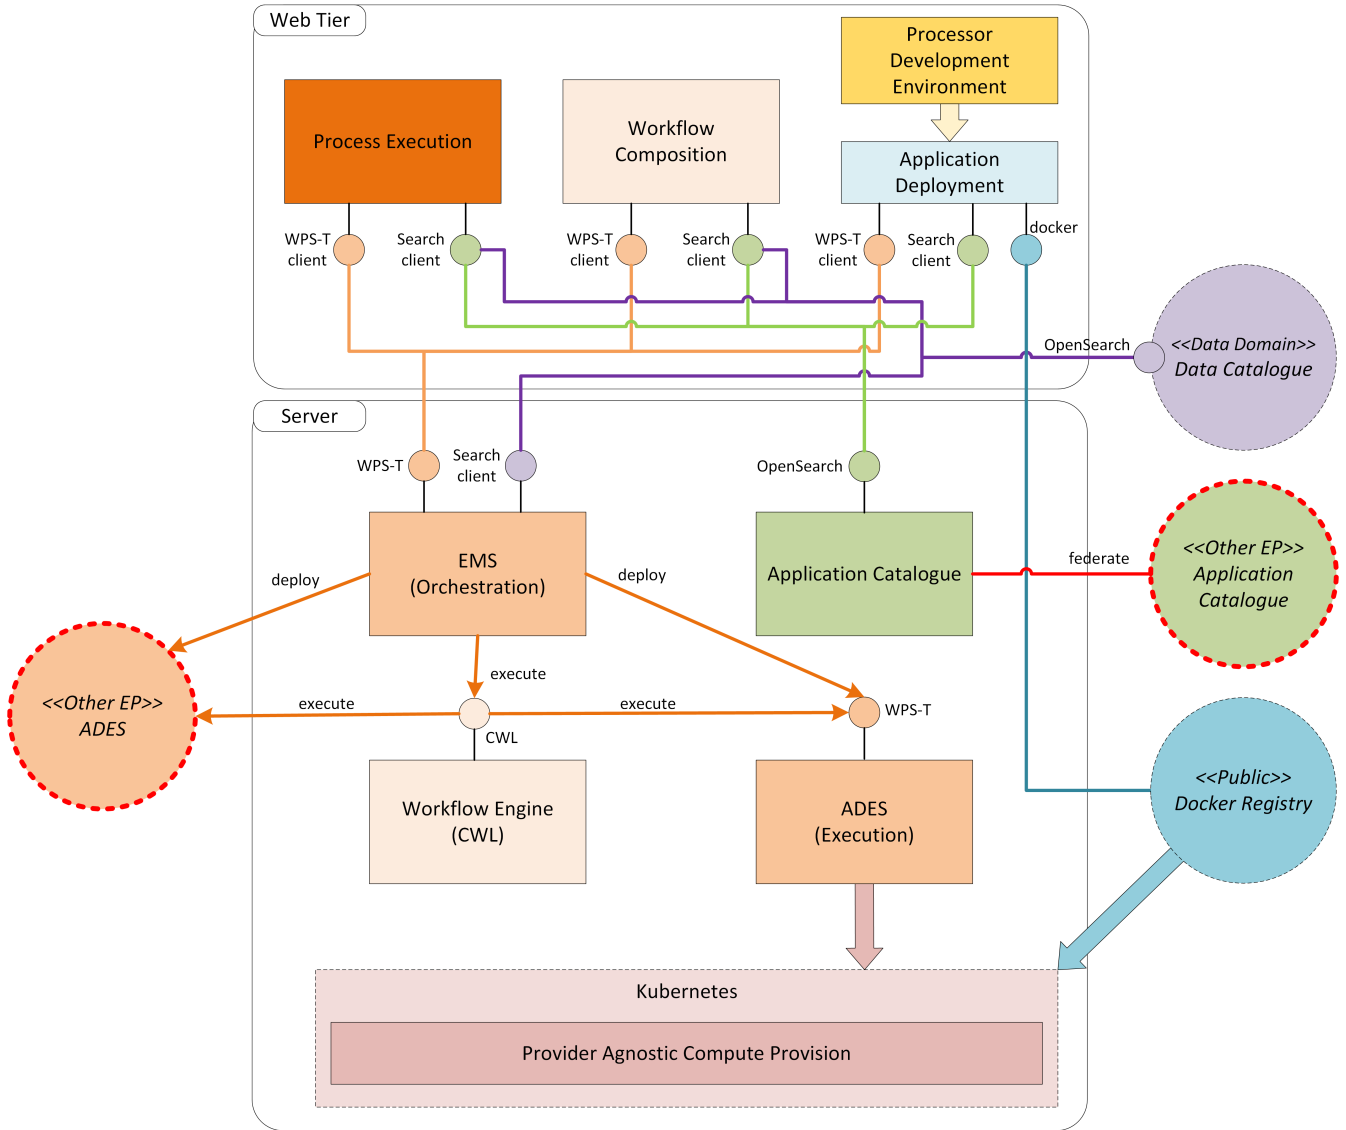 Web Tier
Processor
Development
Environment
Process Execution
Workflow
Composition
Application
Deployment
WPS-T
client
Search
client
WPS-T
client
Search
client
WPS-T
client
Search
client
docker
OpenSearch
<<Data Domain>>
Data Catalogue
Server
WPS-T
Search
client
OpenSearch
EMS
(Orchestration)
Application Catalogue
federate
<<Other EP>>
Application
Catalogue
deploy
deploy
execute
<<Other EP>>
ADES
execute
execute
WPS-T
CWL
Workflow Engine
(CWL)
ADES
(Execution)
<<Public>>
Docker Registry
Kubernetes
Provider Agnostic Compute Provision